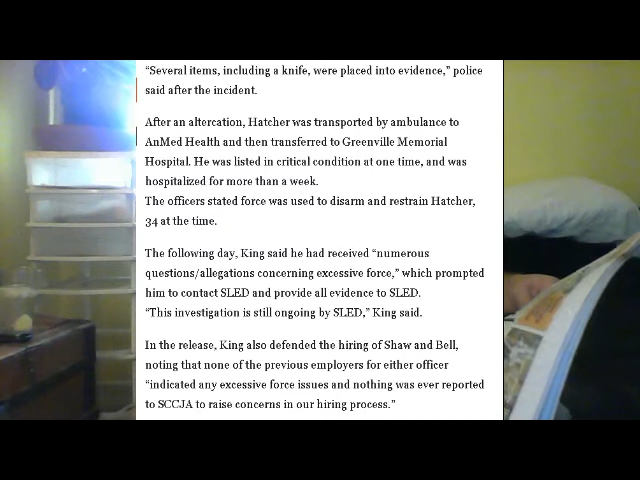 “Several items, including a knife, were placed into evidence,” police
said after the incident.
After an altercation, Hatcher was transported by ambulance to
AnMed Health and then transferred to Greenville Memorial
Hospital. He was listed in critical condition at one time, and was
hospitalized for more than a week.
The officers stated force was used to disarm and restrain Hatcher,
34 at the time.
The following day, King said he had received “numerous
questions/allegations concerning excessive force,” which prompted
him to contact SLED and provide all evidence to SLED.
“This investigation is still ongoing by SLED,” King said.
In the release, King also defended the hiring of Shaw and Bell,
noting that none of the previous employers for either officer
“indicated any excessive force issues and nothing was ever reported
to SCCJA to raise concerns in our hiring process.”